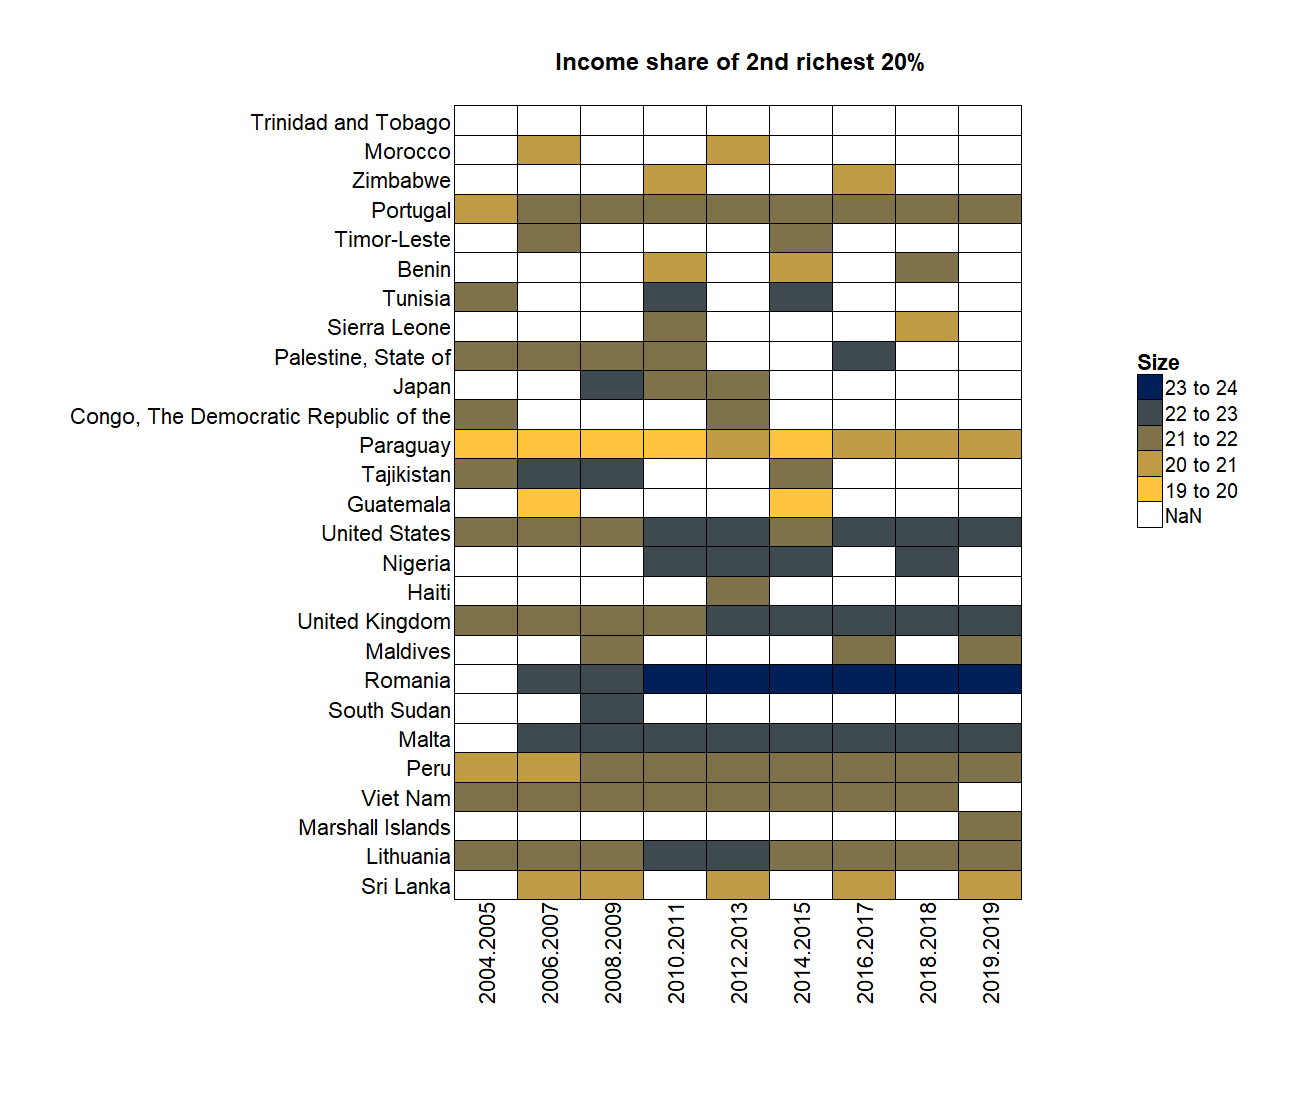 Income share of 2nd richest 20%
Trinidad and Tobago
Morocco
Zimbabwe
Portugal
Timor-Leste
Benin
Tunisia
Sierra Leone
Palestine, State of
Japan
Congo, The Democratic Republic of the
Paraguay
Tajikistan
Guatemala
United States
Nigeria
Haiti
United Kingdom
Maldives
Romania
South Sudan
Malta
Peru
Viet Nam
Marshall Islands
Lithuania
Sri Lanka
2004.2005
2006.2007
2008.2009
2010.2011
2012.2013
2014.2015
2016.2017
2018.2018
2019.2019
Size
23 to 24
22 to 23
21 to 22
20 to 21
19 to 20
NaN